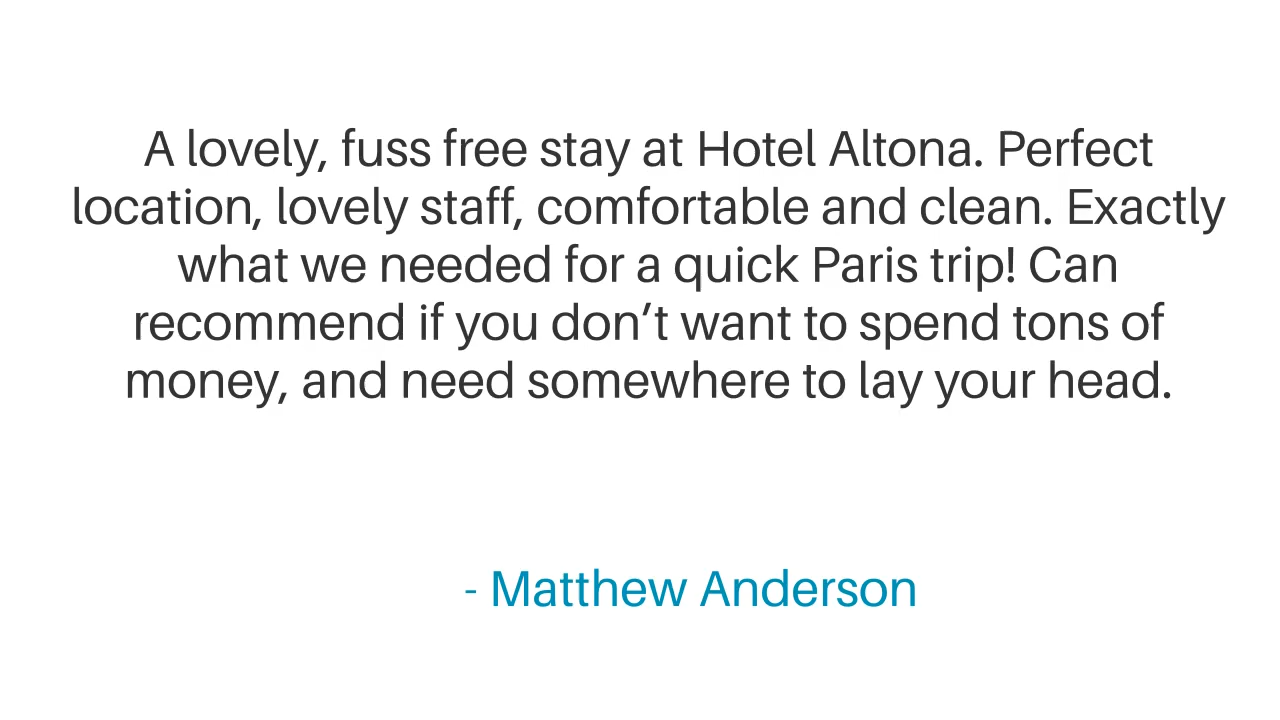 A lovely, fuss free stay at Hotel Altona. Perfect
location, lovely staff, comfortable and clean. Exactly
what we needed for a quick Paris trip! Can
recommend if you don’t want to spend tons of
money, and need somewhere to lay your head.
- Matthew Anderson